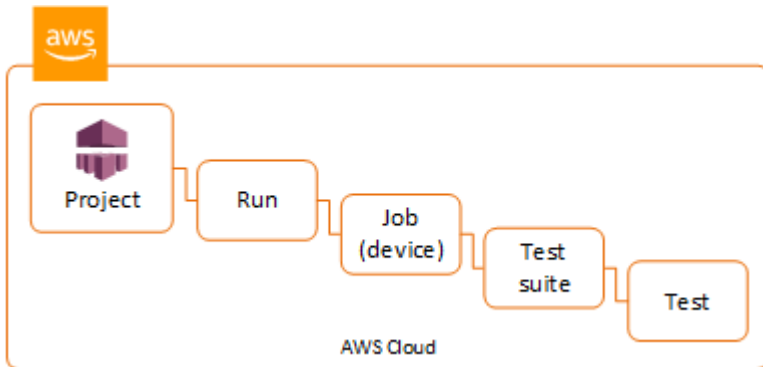 aws
Project
Run
Job
(device)
Test
suite
Test
AWS Cloud